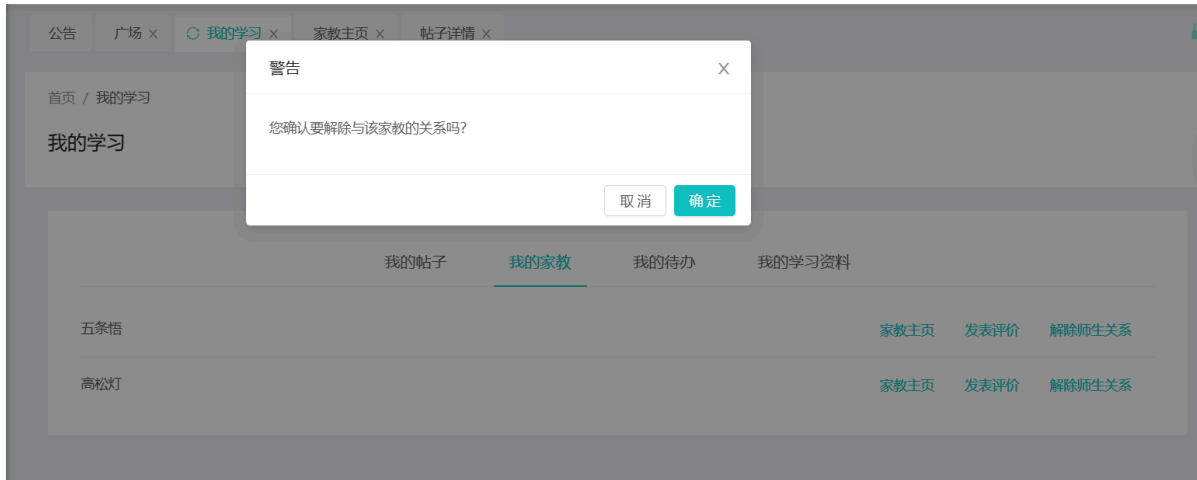 公告 广场 × 我的学习 × 家教主页 × 帖子详情 ×
警告 ×
首页 / 我的学习
您确认要解除与该家教的关系吗?
我的学习
取消 确定
我的帖子 我的家教 我的待办 我的学习资料
五条悟 家教主页 发表评价 解除师生关系
高松灯 家教主页 发表评价 解除师生关系